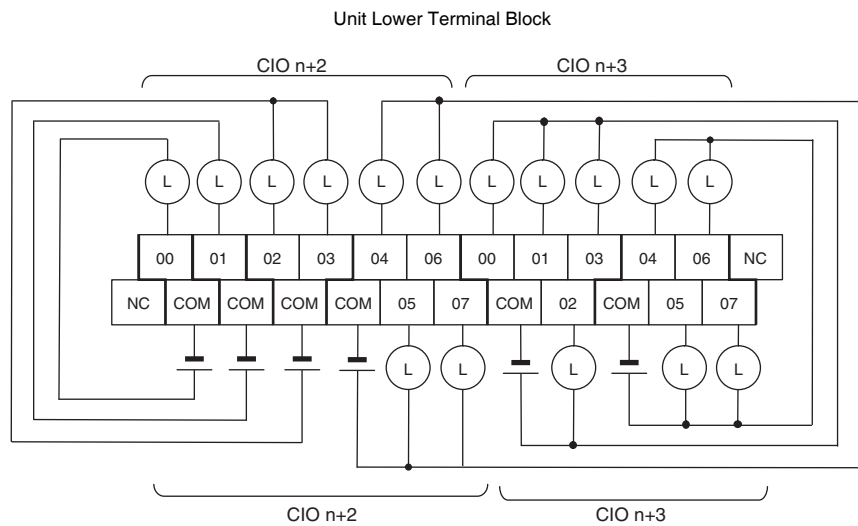 Unit Lower Terminal Block
CIO n+2 CIO n+3
L L L L L L L L L L L
00 01 02 03 04 06 00 01 03 04 06 NC
NC COM COM COM COM 05 07 COM 02 COM 05 07
L L L L L
CIO n+2 CIO n+3